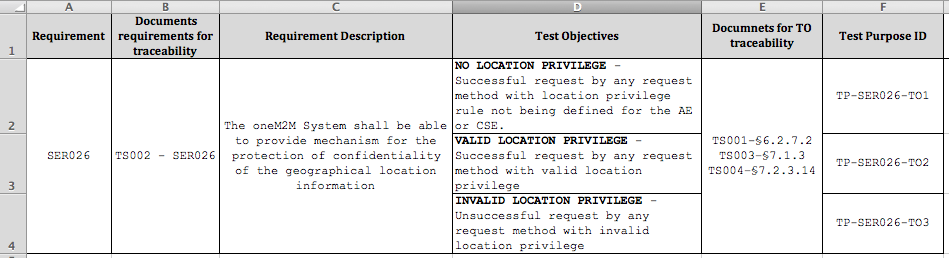 A B C D E F
1
Requirement
Documents
requirements for
traceability
Requirement Description
Test Objectives
Documnets for TO
traceability
Test Purpose ID
2
3
4
SER026
TS002 - SER026
The oneM2M System shall be able
to provide mechanism for the
protection of confidentiality
of the geographical location
information
NO LOCATION PRIVILEGE -
Successful request by any request
method with location privilege
rule not being defined for the AE
or CSE.
VALID LOCATION PRIVILEGE -
Successful request by any request
method with valid location
privilege
INVALID LOCATION PRIVILEGE -
Unsuccessful request by any
request method with invalid
location privilege
TS001-§6.2.7.2
TS003-§7.1.3
TS004-§7.2.3.14
TP-SER026-TO1
TP-SER026-TO2
TP-SER026-TO3